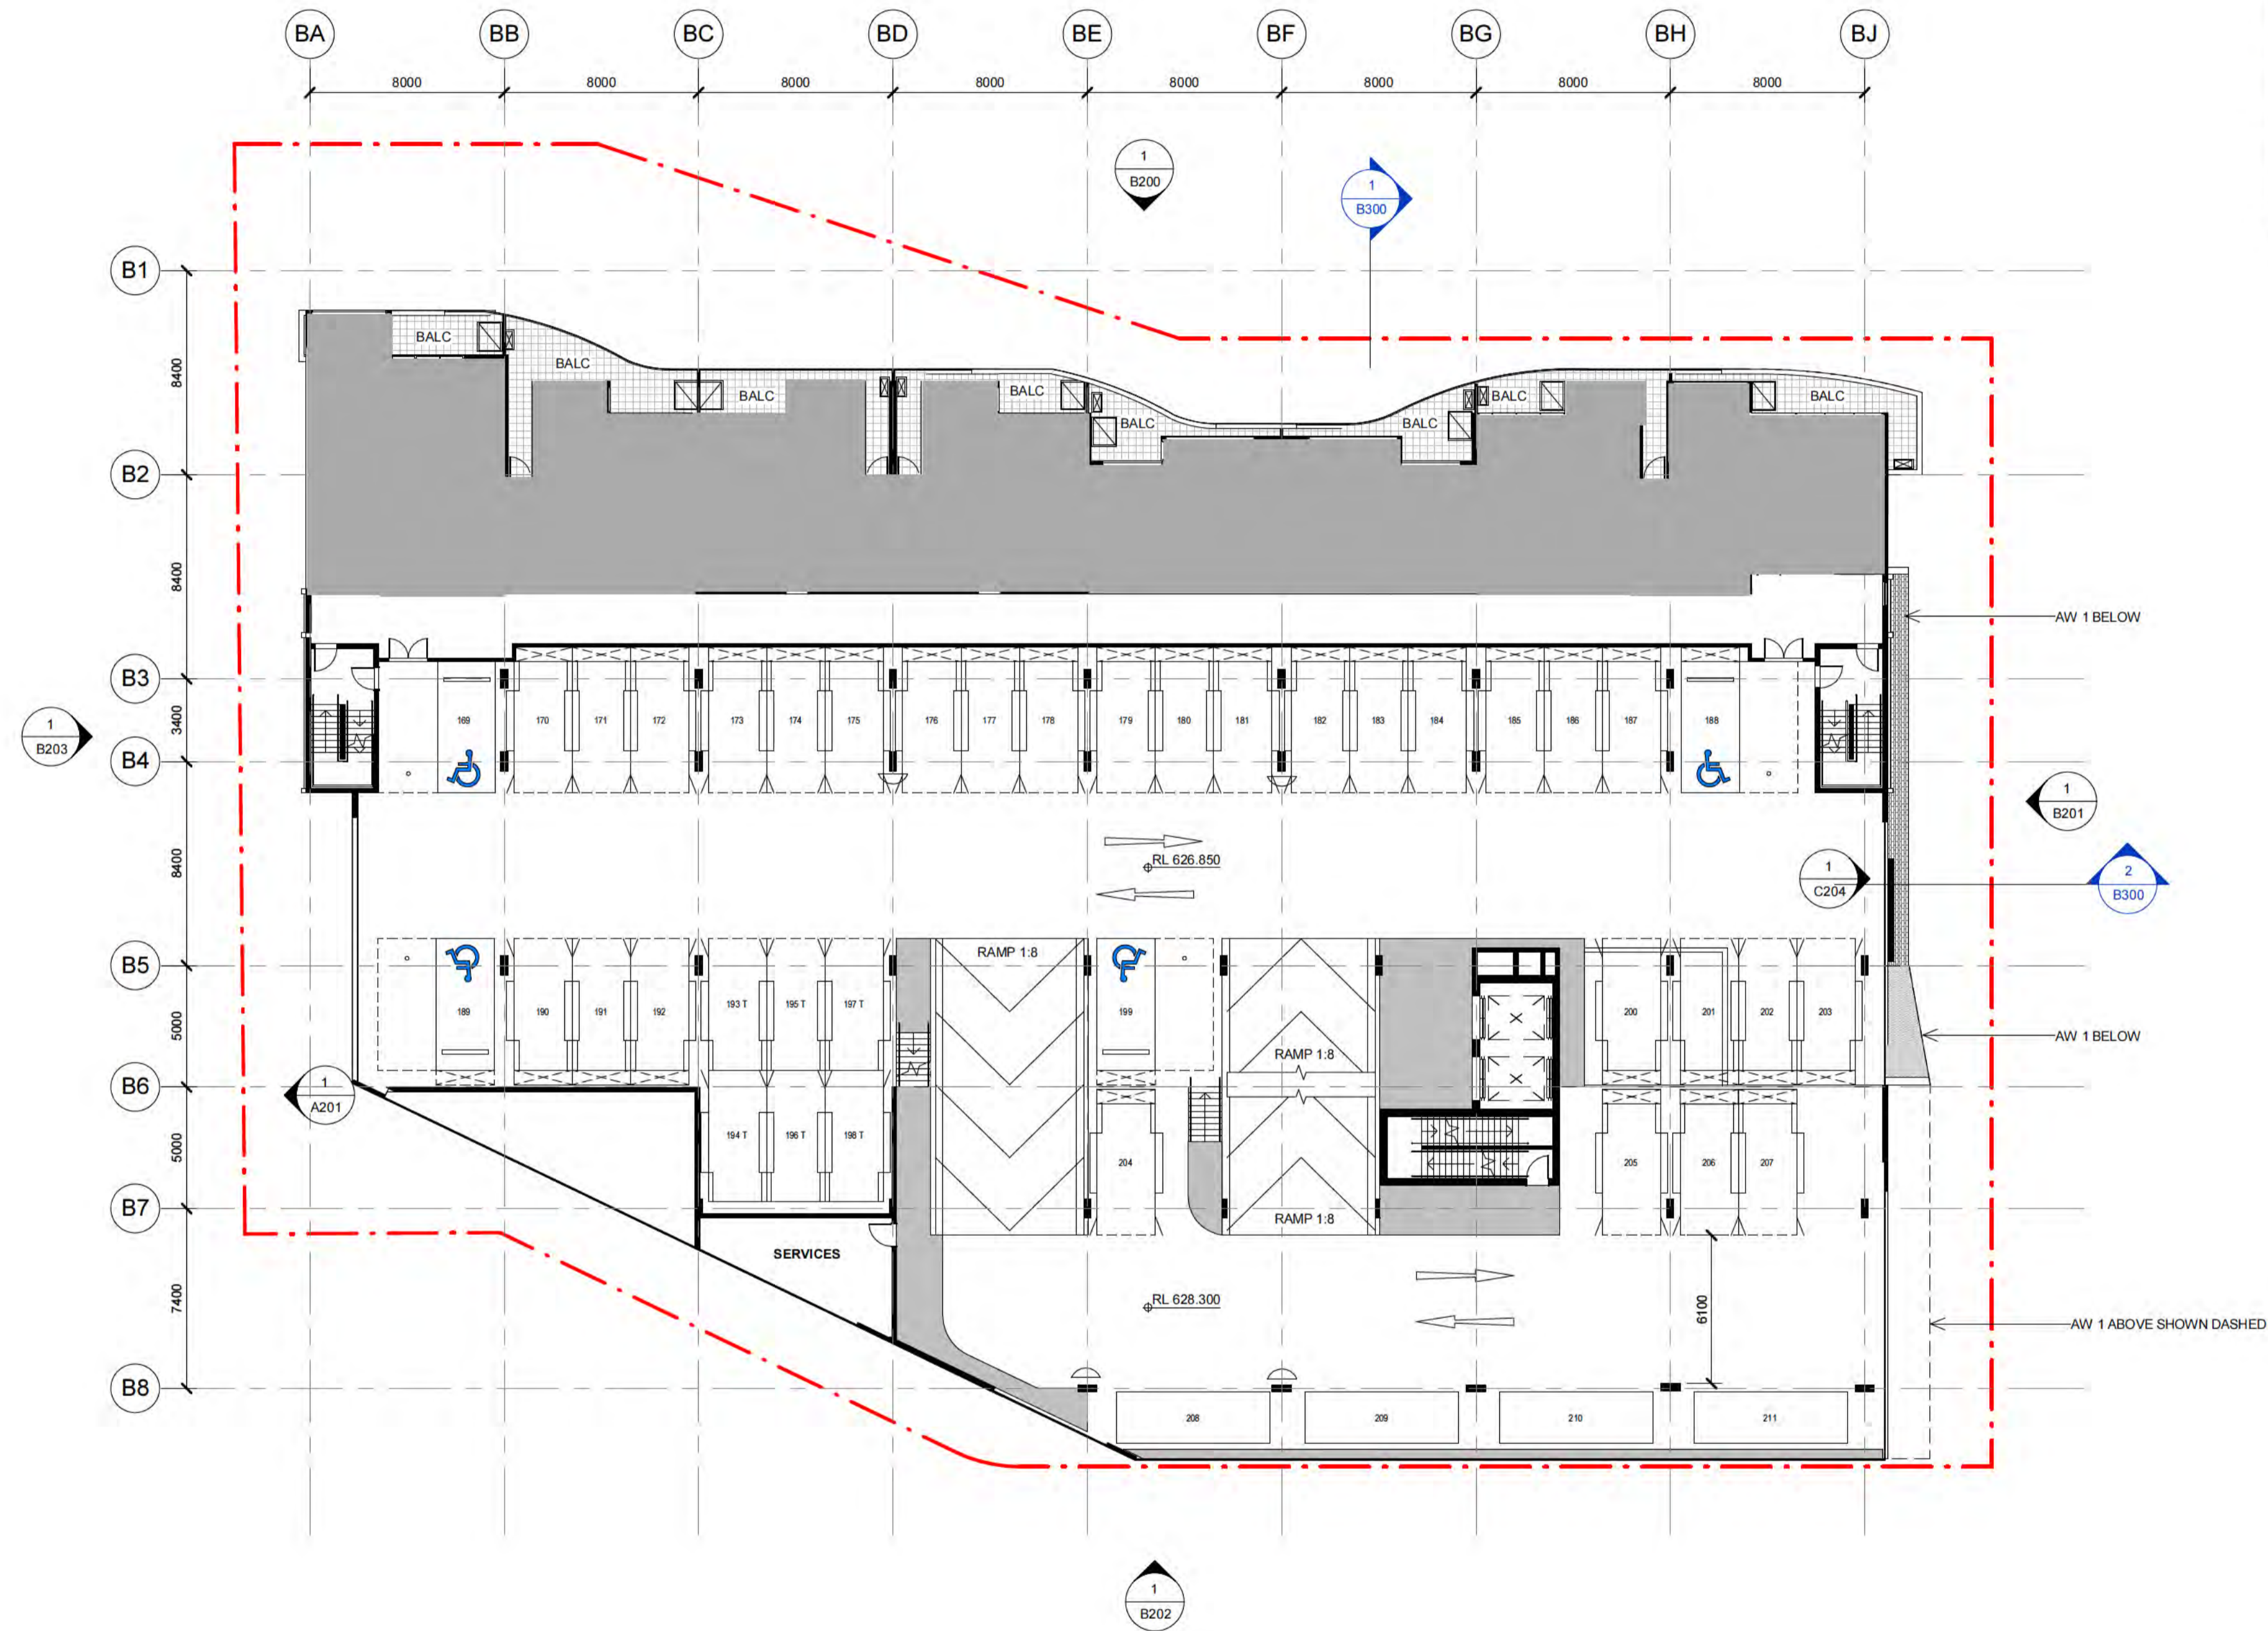 BA BB BC BD BE BF BG BH BJ
8000 8000 8000 8000 8000 8000 8000 8000
1
B200
1
B300
B1
8400
BALC
BALC
BALC
BALC
BALC
BALC
BALC
BALC
B2
8400
AW 1 BELOW
B3
3400
169 170 171 172 173 174 175 176 177 178 179 180 181 182 183 184 185 186 187 188
1
B203
B4
1
B201
8400
RL 626.850
1
C204
2
B300
B5
RAMP 1:8
5000
189 190 191 192 193 T 195 T 197 T 199 200 201 202 203
AW 1 BELOW
RAMP 1:8
B6
1
A201
5000
194 T 196 T 198 T 204 205 206 207
B7
RAMP 1:8
SERVICES
7400
RL 628.300
6100
AW 1 ABOVE SHOWN DASHED
B8
208 209 210 211
1
B202